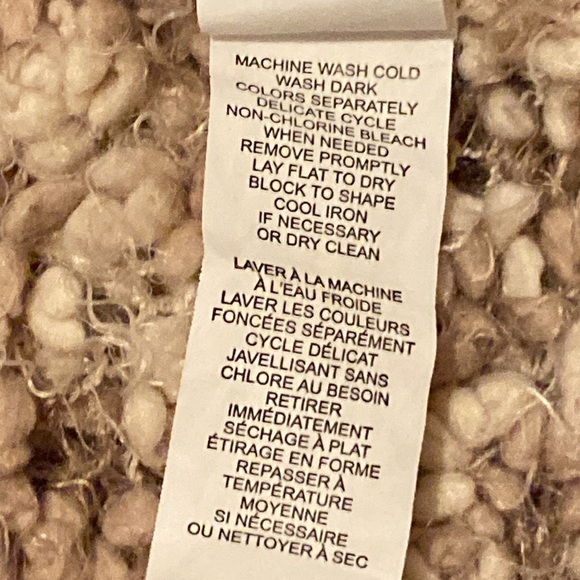 MACHINE WASH COLD
WASH DARK
COLORS SEPARATELY
DELICATE CYCLE
NON-CHLORINE BLEACH
WHEN NEEDED
REMOVE PROMPTLY
LAY FLAT TO DRY
BLOCK TO SHAPE
COOL IRON
IF NECESSARY
OR DRY CLEAN
LAVER À LA MACHINE
À L'EAU FROIDE
LAVER LES COULEURS
FONCÉES SÉPARÉMENT
CYCLE DÉLICAT
JAVELLISANT SANS
CHLORE AU BESOIN
RETIRER
IMMÉDIATEMENT
SÉCHAGE À PLAT
ÉTIRAGE EN FORME
REPASSER À
TEMPÉRATURE
MOYENNE
SI NÉCESSAIRE
OU NETTOYER À SEC